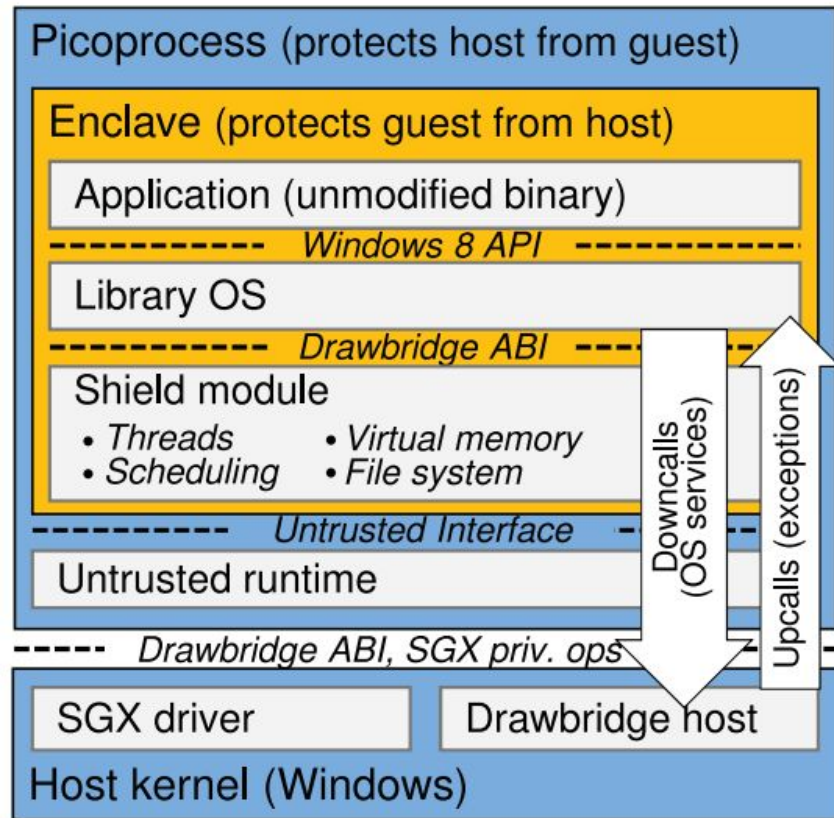 Picoprocess (protects host from guest)
Enclave (protects guest from host)
Application (unmodified binary)
Windows 8 API
Library OS
Drawbridge ABI
Shield module
• Threads • Virtual memory
• Scheduling • File system
Untrusted Interface
Untrusted runtime
Downcalls
(OS services)
Upcalls (exceptions)
Drawbridge ABI, SGX priv. ops
SGX driver
Drawbridge host
Host kernel (Windows)